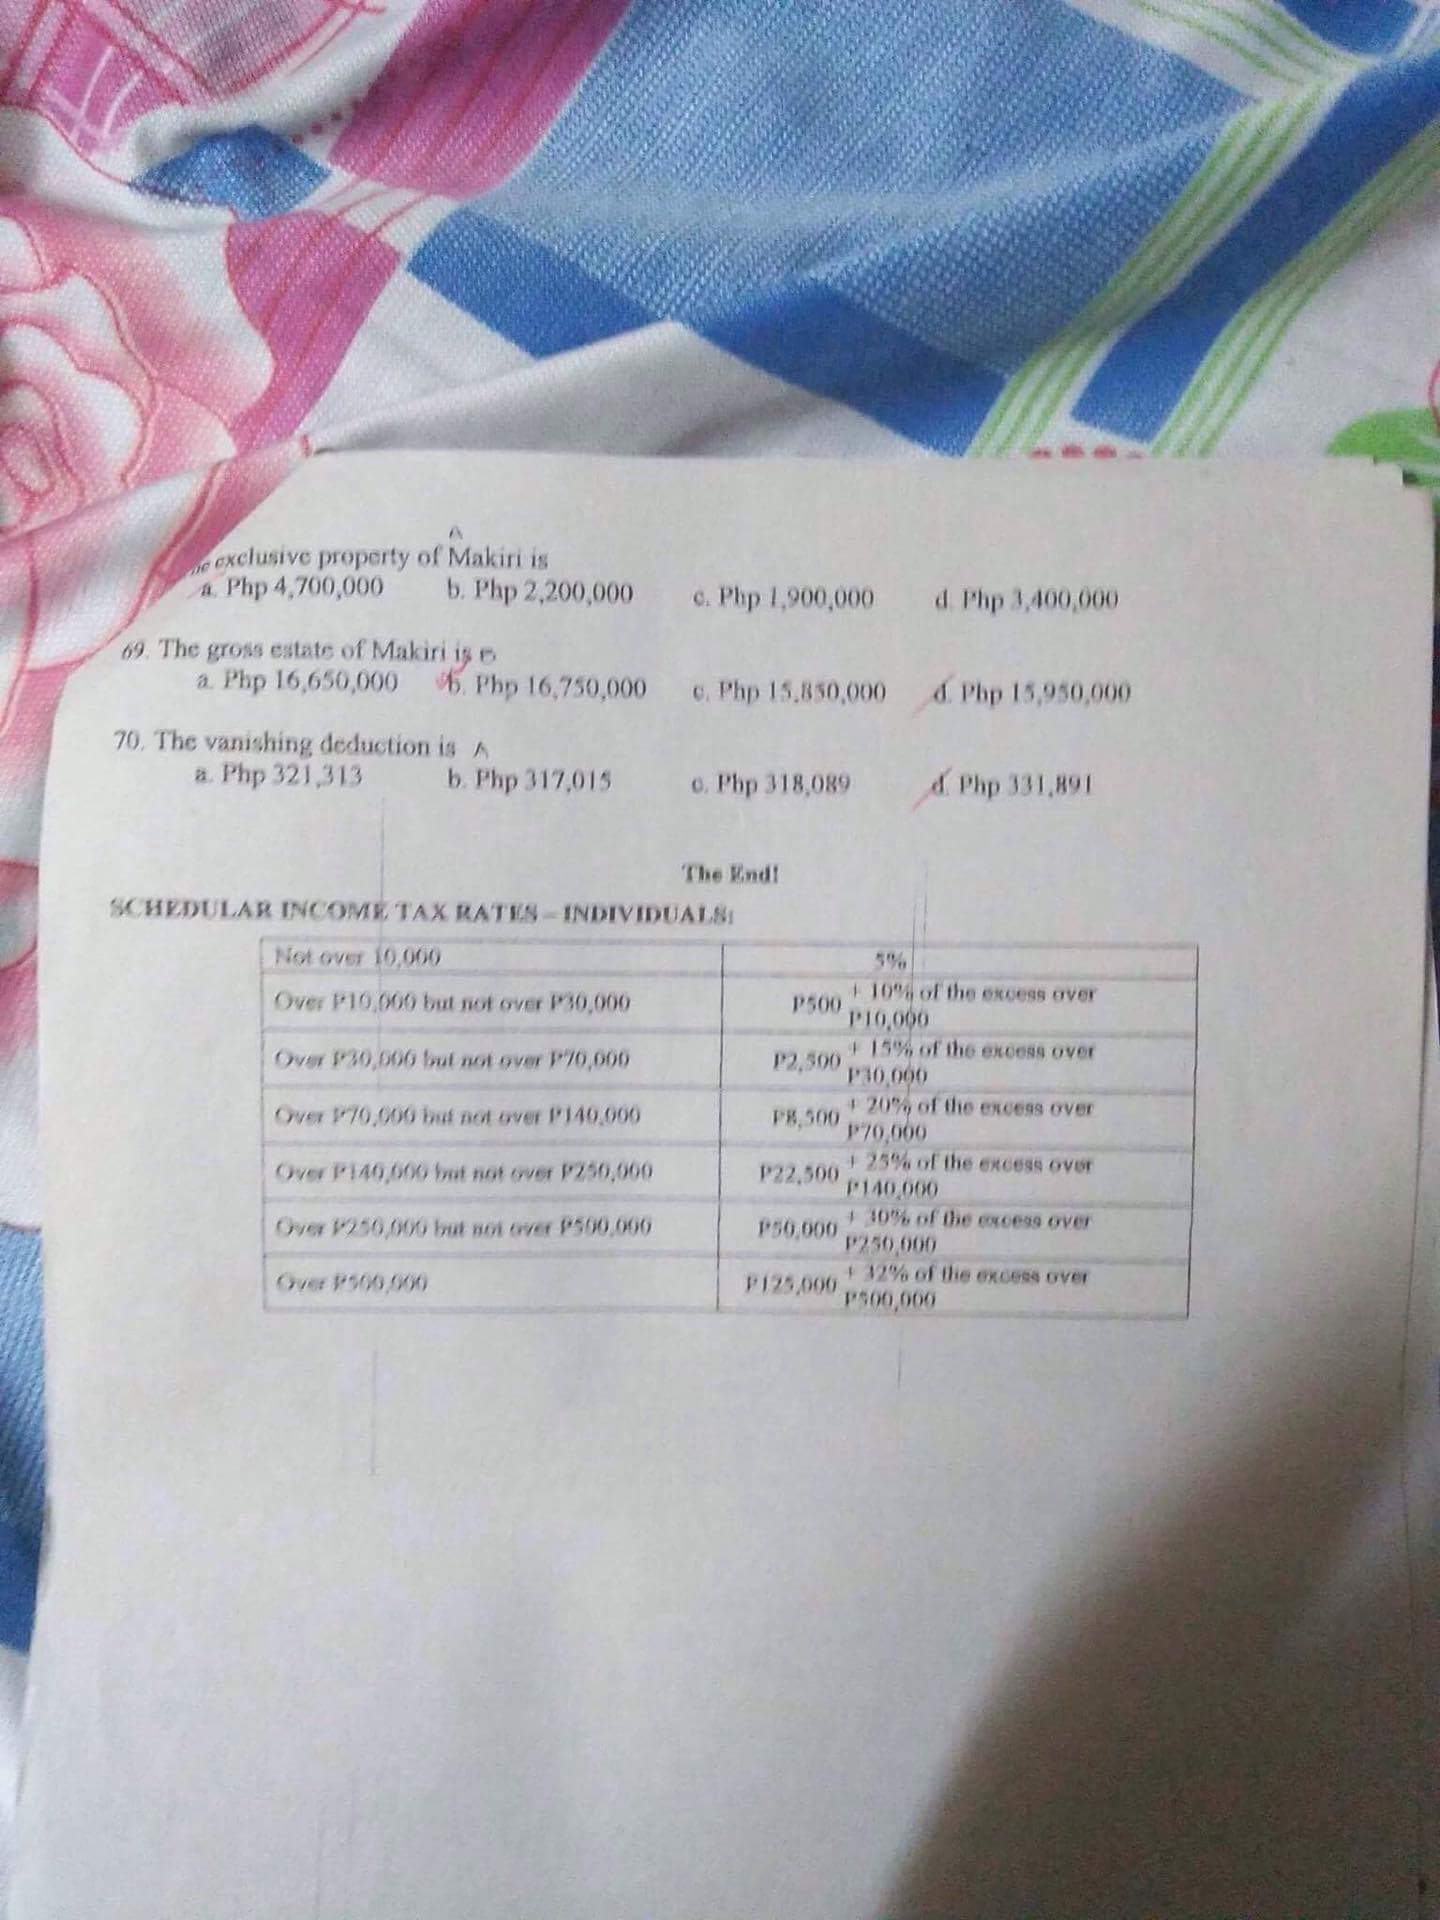 A
exclusive property of Makiri is
a. Php 4,700,000 b. Php 2,200,000 c. Php 1,900,000 d. Php 3,400,000
69. The gross estate of Makiri is B
a. Php 16,650,000 b. Php 16,750,000 c. Php 15,850,000 d. Php 15,950,000
70. The vanishing deduction is A
a. Php 321,313 b. Php 317,015 c. Php 318,089 d. Php 331,891
The End!
SCHEDULAR INCOME TAX RATES – INDIVIDUALS:
Not over 10,000 5%
Over P10,000 but not over P30,000 P500 + 10% of the excess over P10,000
Over P30,000 but not over P70,000 P2,500 + 15% of the excess over P30,000
Over P70,000 but not over P140,000 P8,500 + 20% of the excess over P70,000
Over P140,000 but not over P250,000 P22,500 + 25% of the excess over P140,000
Over P250,000 but not over P500,000 P50,000 + 30% of the excess over P250,000
Over P500,000 P125,000 + 32% of the excess over P500,000